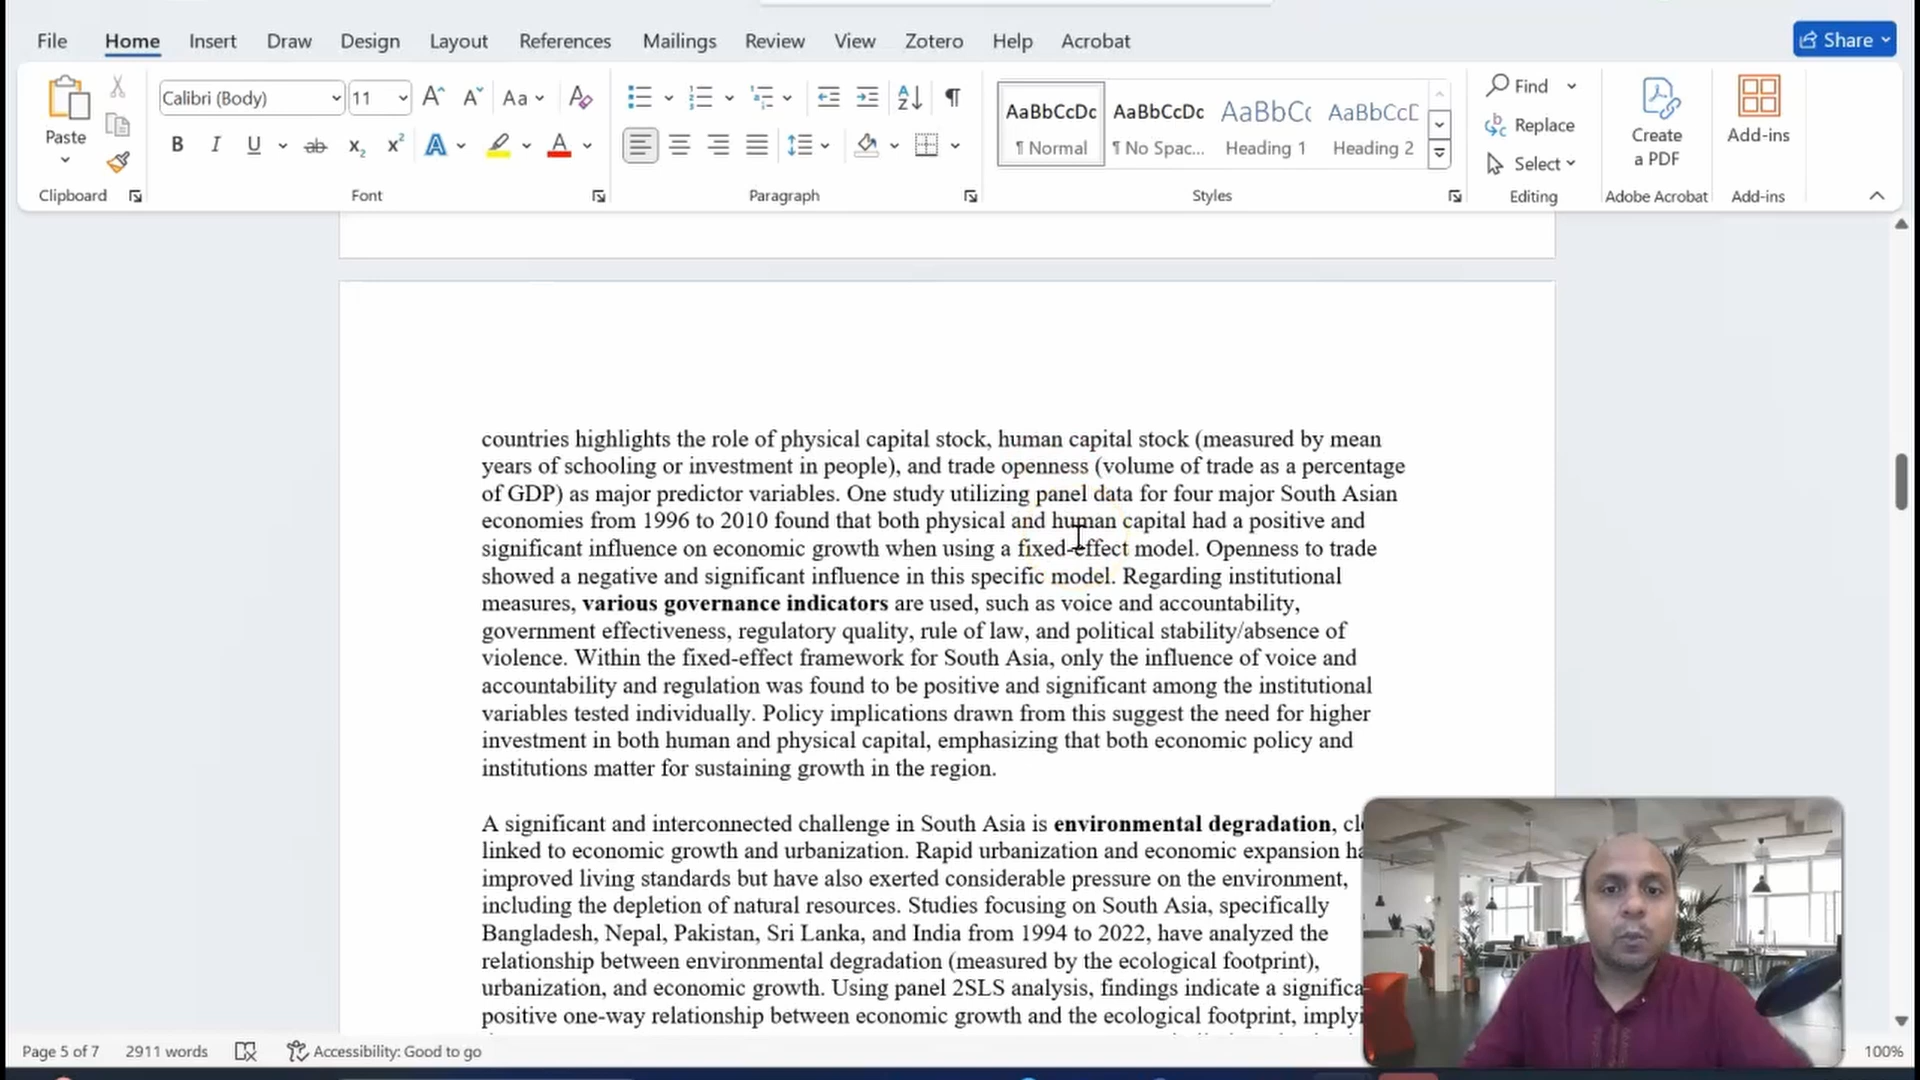 File Home Insert Draw Design Layout References Mailings Review View Zotero Help Acrobat Share
Paste
Clipboard
Calibri (Body) 11
Aa
B I U ab x₂ x² A A
Font
Paragraph
AaBbCcDc AaBbCcDc AaBbC AaBbCc
¶ Normal ¶ No Spac... Heading 1 Heading 2
Styles
Find
Replace
Select
Editing
Create
a PDF
Adobe Acrobat
Add-ins
Add-ins
countries highlights the role of physical capital stock, human capital stock (measured by mean
years of schooling or investment in people), and trade openness (volume of trade as a percentage
of GDP) as major predictor variables. One study utilizing panel data for four major South Asian
economies from 1996 to 2010 found that both physical and human capital had a positive and
significant influence on economic growth when using a fixed-effect model. Openness to trade
showed a negative and significant influence in this specific model. Regarding institutional
measures, various governance indicators are used, such as voice and accountability,
government effectiveness, regulatory quality, rule of law, and political stability/absence of
violence. Within the fixed-effect framework for South Asia, only the influence of voice and
accountability and regulation was found to be positive and significant among the institutional
variables tested individually. Policy implications drawn from this suggest the need for higher
investment in both human and physical capital, emphasizing that both economic policy and
institutions matter for sustaining growth in the region.
A significant and interconnected challenge in South Asia is environmental degradation,
linked to economic growth and urbanization. Rapid urbanization and economic expansion
improved living standards but have also exerted considerable pressure on the environment,
including the depletion of natural resources. Studies focusing on South Asia, specifically
Bangladesh, Nepal, Pakistan, Sri Lanka, and India from 1994 to 2022, have analyzed the
relationship between environmental degradation (measured by the ecological footprint),
urbanization, and economic growth. Using panel 2SLS analysis, findings indicate a
positive one-way relationship between economic growth and the ecological footprint,
Page 5 of 7 2911 words Accessibility: Good to go 100%